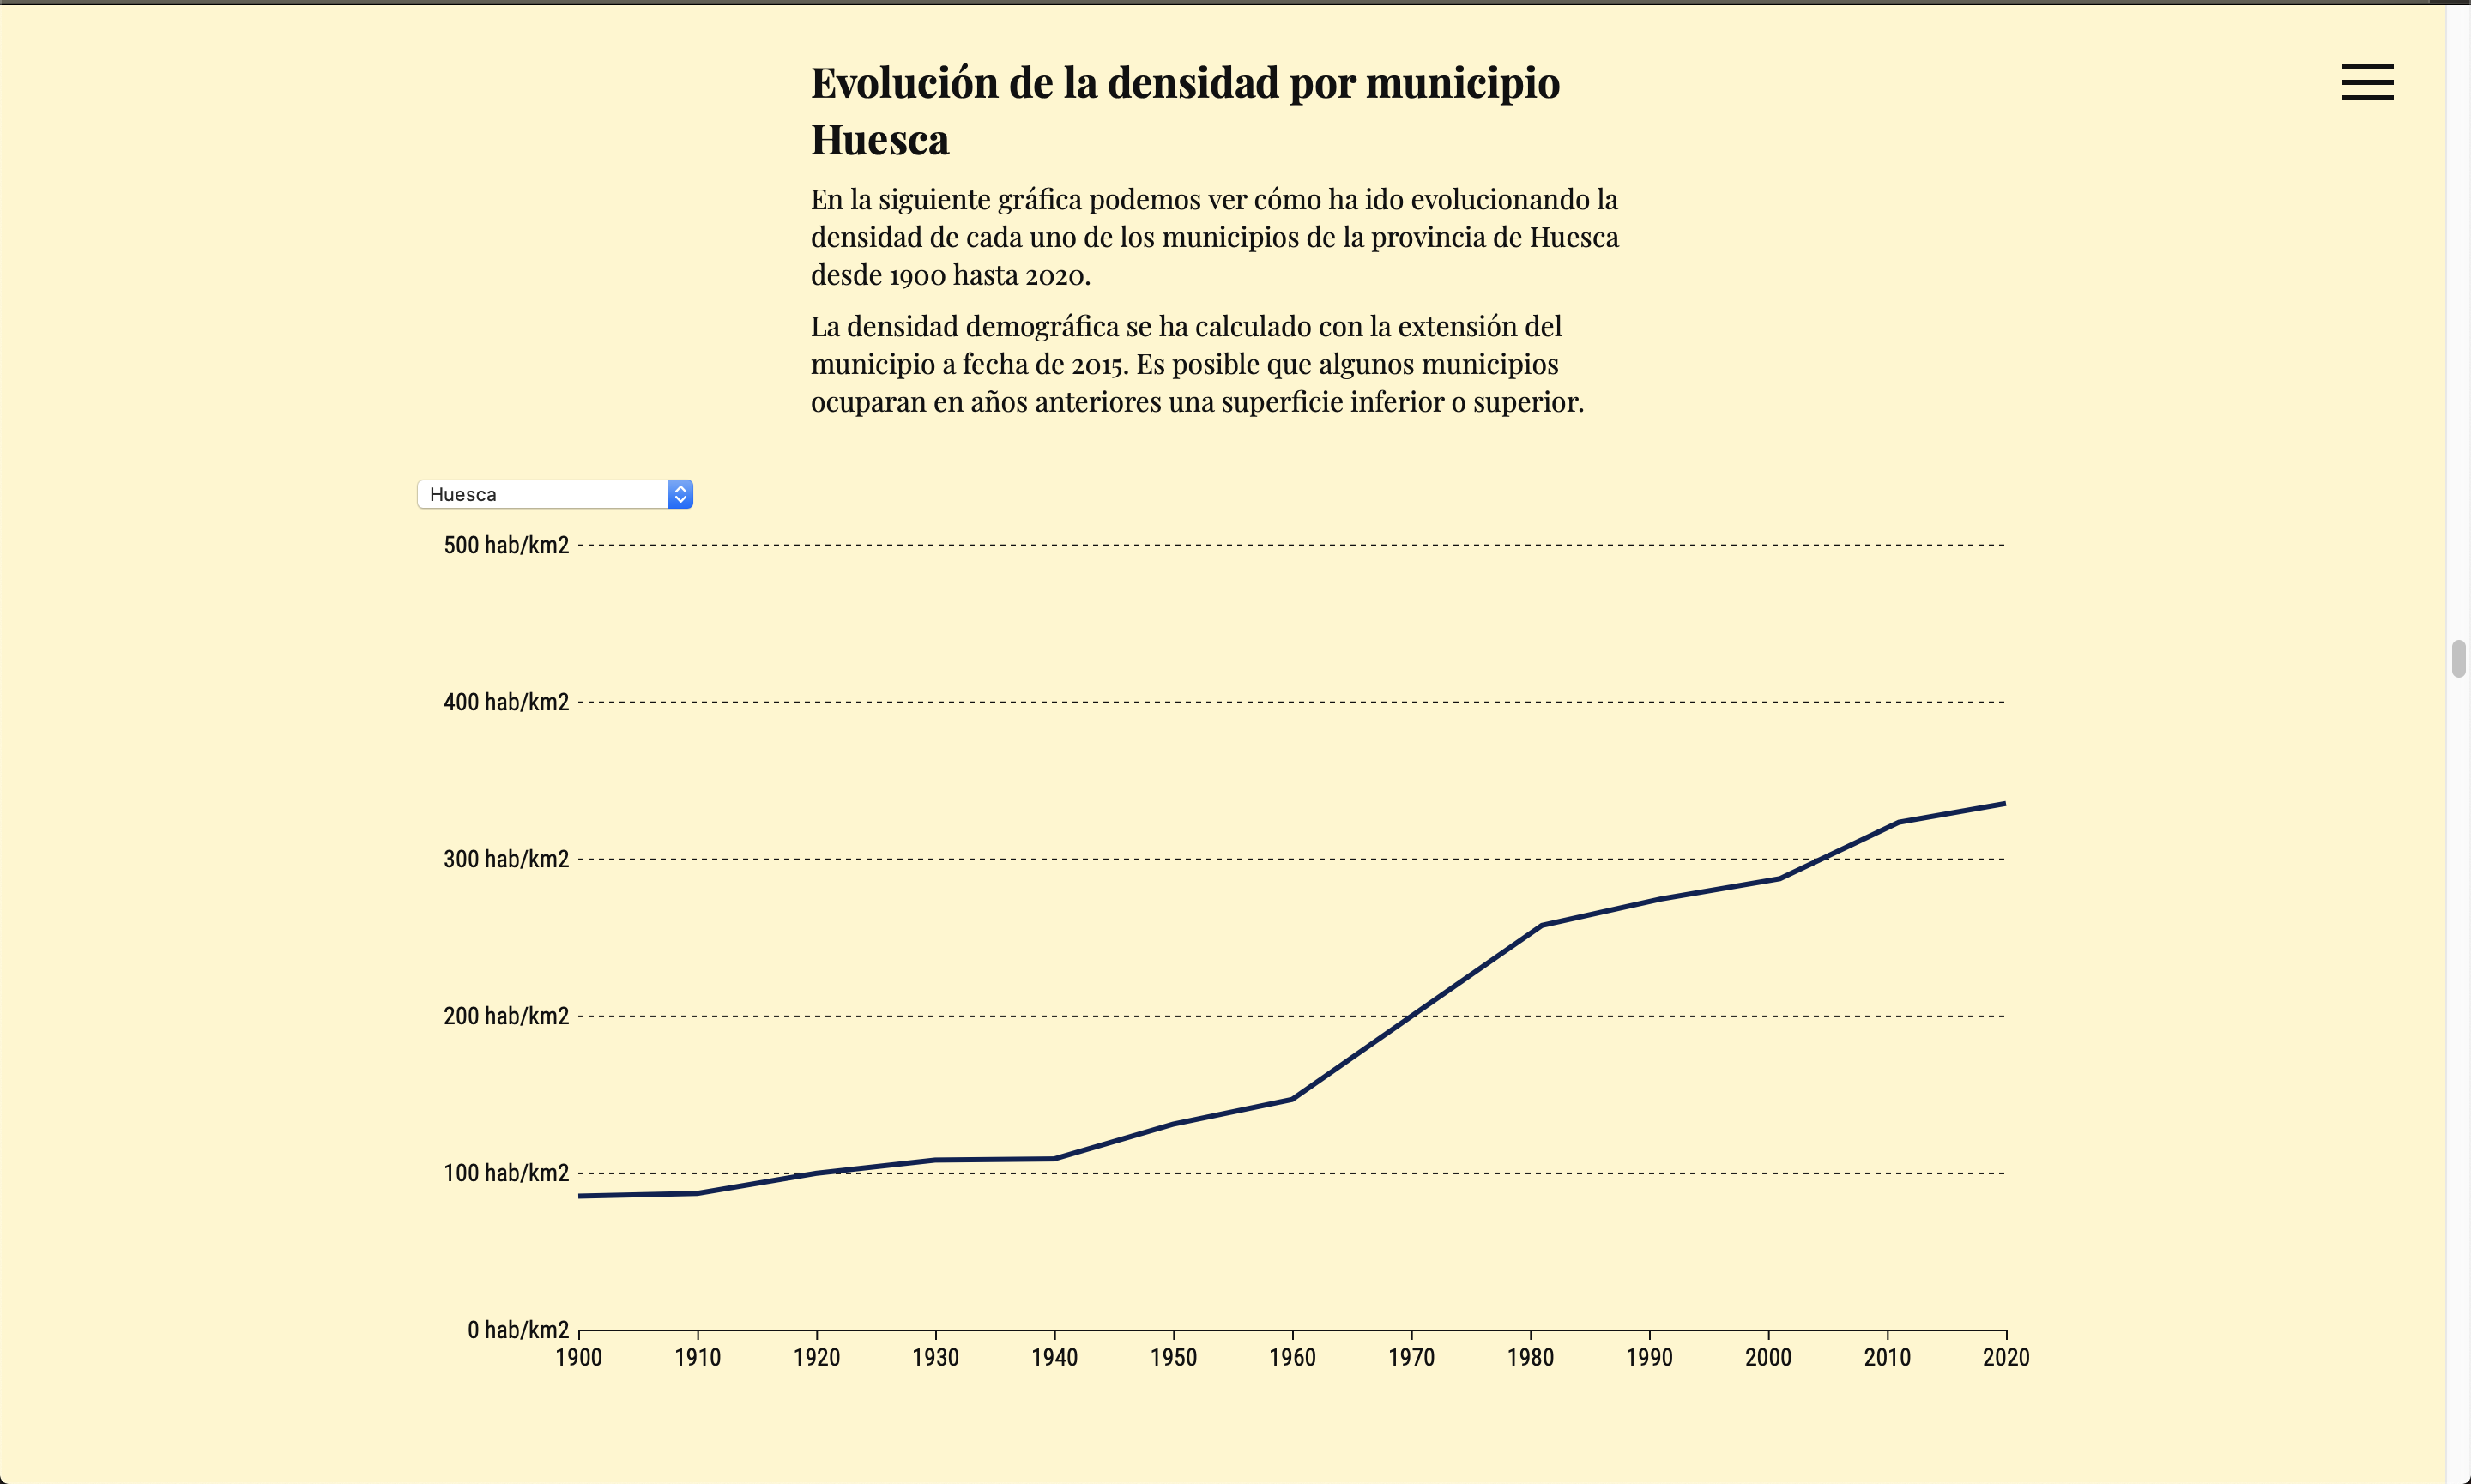 Evolución de la densidad por municipio
Huesca
En la siguiente gráfica podemos ver cómo ha ido evolucionando la
densidad de cada uno de los municipios de la provincia de Huesca
desde 1900 hasta 2020.
La densidad demográfica se ha calculado con la extensión del
municipio a fecha de 2015. Es posible que algunos municipios
ocuparan en años anteriores una superficie inferior o superior.
Huesca
500 hab/km2
400 hab/km2
300 hab/km2
200 hab/km2
100 hab/km2
0 hab/km2
1900 1910 1920 1930 1940 1950 1960 1970 1980 1990 2000 2010 2020